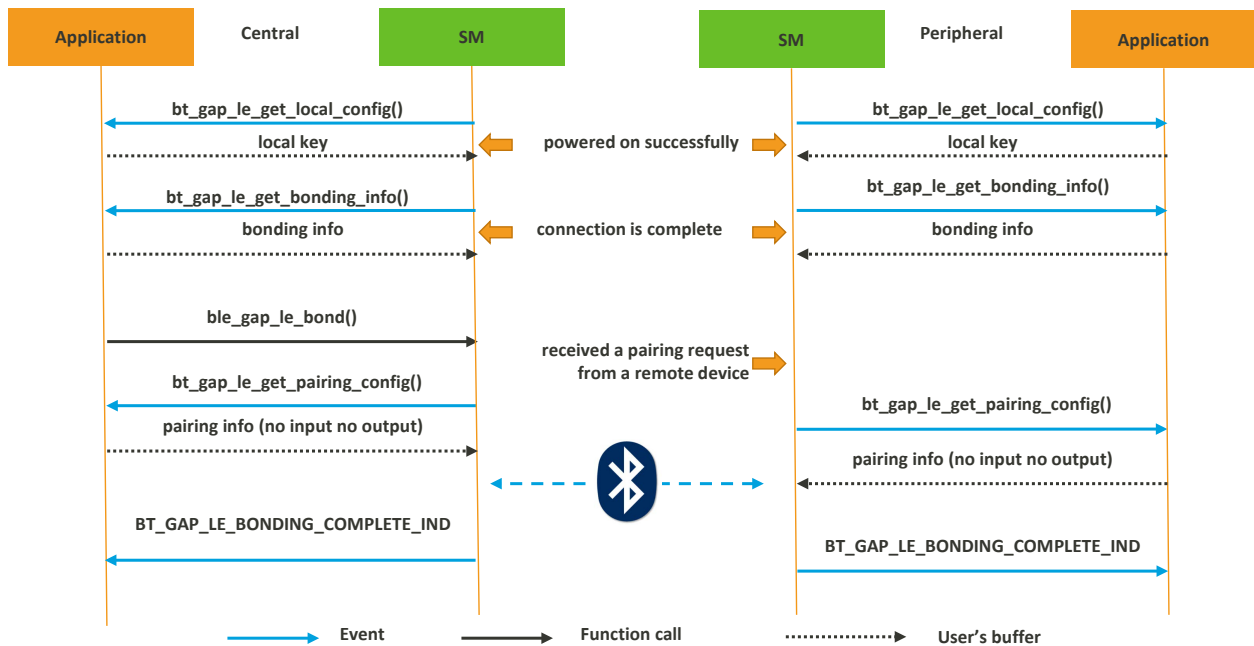 Application
Central
SM
SM
Peripheral
Application
bt_gap_le_get_local_config()
bt_gap_le_get_local_config()
local key
powered on successfully
local key
bt_gap_le_get_bonding_info()
bt_gap_le_get_bonding_info()
bonding info
connection is complete
bonding info
ble_gap_le_bond()
received a pairing request
from a remote device
bt_gap_le_get_pairing_config()
bt_gap_le_get_pairing_config()
pairing info (no input no output)
pairing info (no input no output)
BT_GAP_LE_BONDING_COMPLETE_IND
BT_GAP_LE_BONDING_COMPLETE_IND
Event
Function call
User's buffer